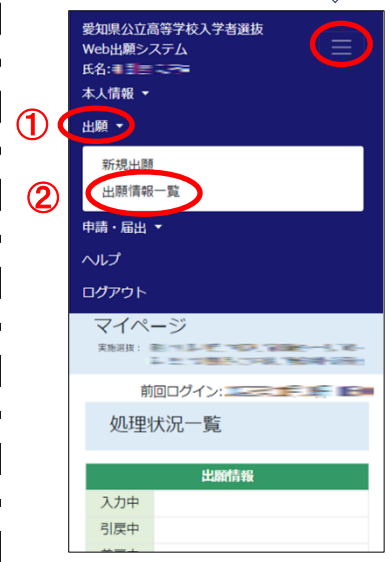 愛知県公立高等学校入学者選抜
Web出願システム
氏名:
本人情報
①
出願
新規出願
②
出願情報一覧
申請・届出
ヘルプ
ログアウト
マイページ
実施選抜：
前回ログイン:
処理状況一覧
出願情報
入力中
引戻中